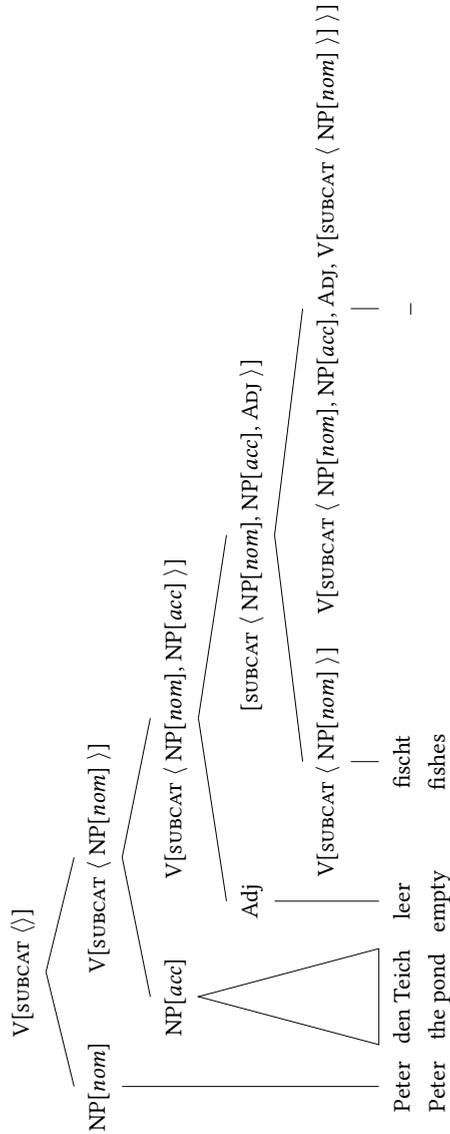 V[SUBCAT ⟨⟩]
NP[nom] V[SUBCAT ⟨ NP[nom] ⟩]
NP[acc] V[SUBCAT ⟨ NP[nom], NP[acc] ⟩]
Adj [SUBCAT ⟨ NP[nom], NP[acc], ADJ ⟩]
V[SUBCAT ⟨ NP[nom] ⟩] V[SUBCAT ⟨ NP[nom], NP[acc], ADJ, V[SUBCAT ⟨ NP[nom] ⟩] ⟩]
Peter den Teich leer fischt –
Peter the pond empty fishes